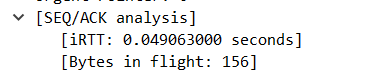 [SEQ/ACK analysis]
[iRTT: 0.049063000 seconds]
[Bytes in flight: 156]